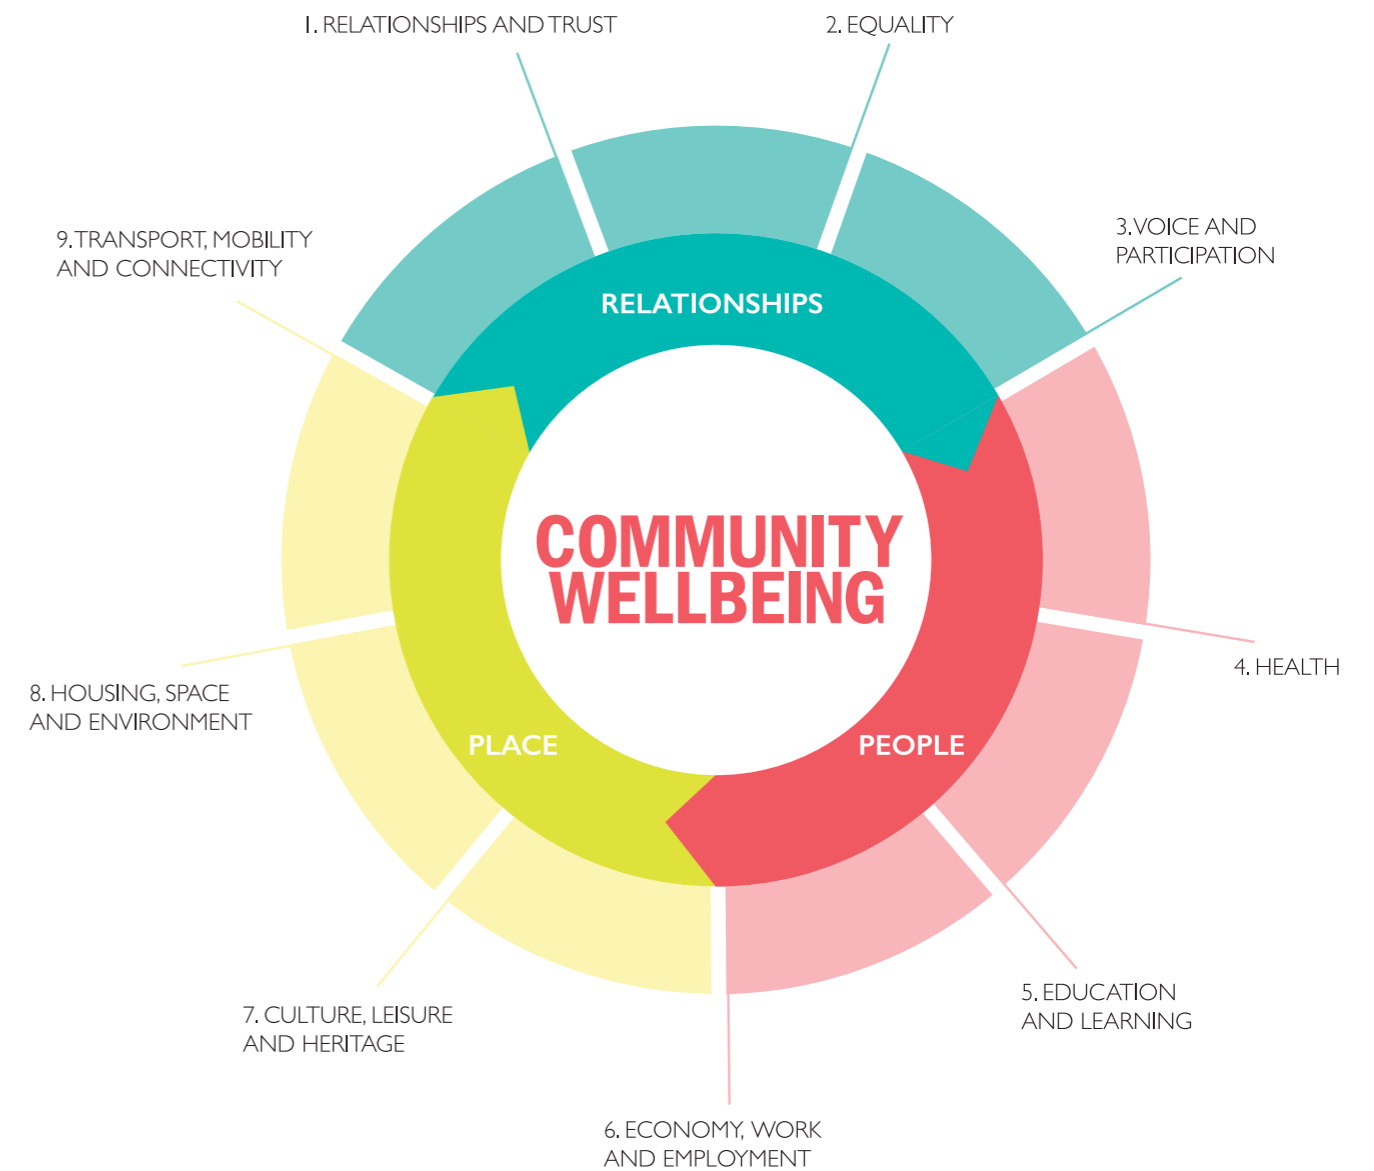 1. RELATIONSHIPS AND TRUST
2. EQUALITY
3. VOICE AND
PARTICIPATION
4. HEALTH
5. EDUCATION
AND LEARNING
6. ECONOMY, WORK
AND EMPLOYMENT
7. CULTURE, LEISURE
AND HERITAGE
8. HOUSING, SPACE
AND ENVIRONMENT
9. TRANSPORT, MOBILITY
AND CONNECTIVITY
RELATIONSHIPS
PEOPLE
PLACE
COMMUNITY
WELLBEING